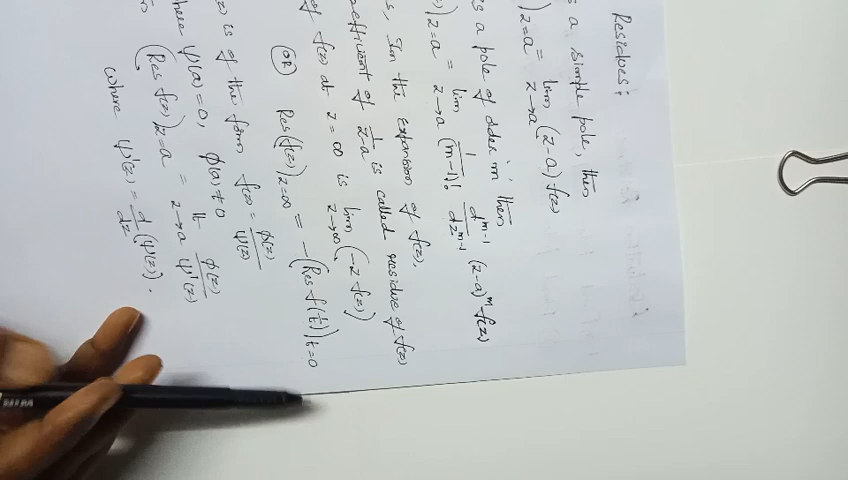 Residues:
s a simple pole, then
) z=a = lim z→a (z-a) f(z)
s a pole of order 'm', then
) z=a = lim z→a 1/(m-1)! d^(m-1)/dz^(m-1) (z-a)^m f(z)
s, In the expansion of f(z),
coefficient of 1/(z-a) is called residue of f(z)
of f(z) at z=∞ is lim z→∞ (-z f(z))
OR Res(f(z)) z=∞ = -(Res f(1/t)) t=0
z) is of the form f(z) = φ(z)/ψ(z)
where ψ(a)=0, φ(a)≠0
(Res f(z)) z=a = lt z→a φ(z)/ψ'(z)
where ψ'(z) = d/dz (ψ(z)).